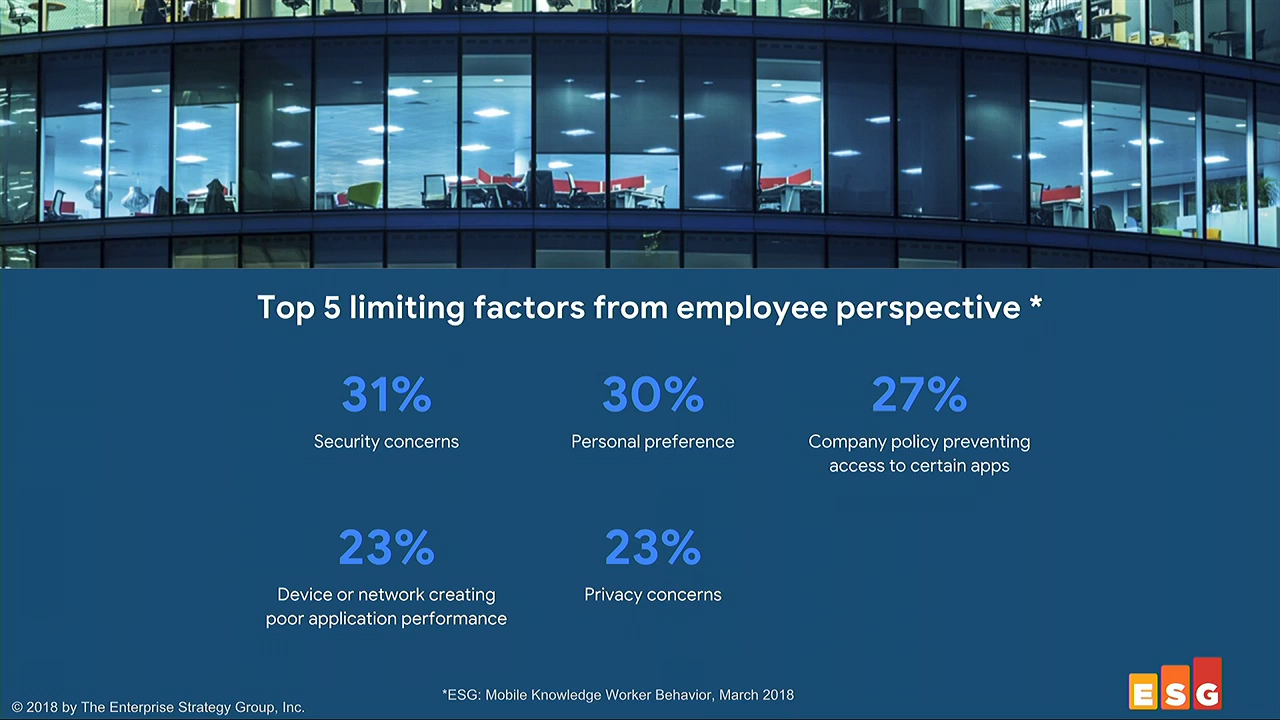 Top 5 limiting factors from employee perspective *
31%
Security concerns
30%
Personal preference
27%
Company policy preventing
access to certain apps
23%
Device or network creating
poor application performance
23%
Privacy concerns
*ESG: Mobile Knowledge Worker Behavior, March 2018
© 2018 by The Enterprise Strategy Group, Inc.
ESG